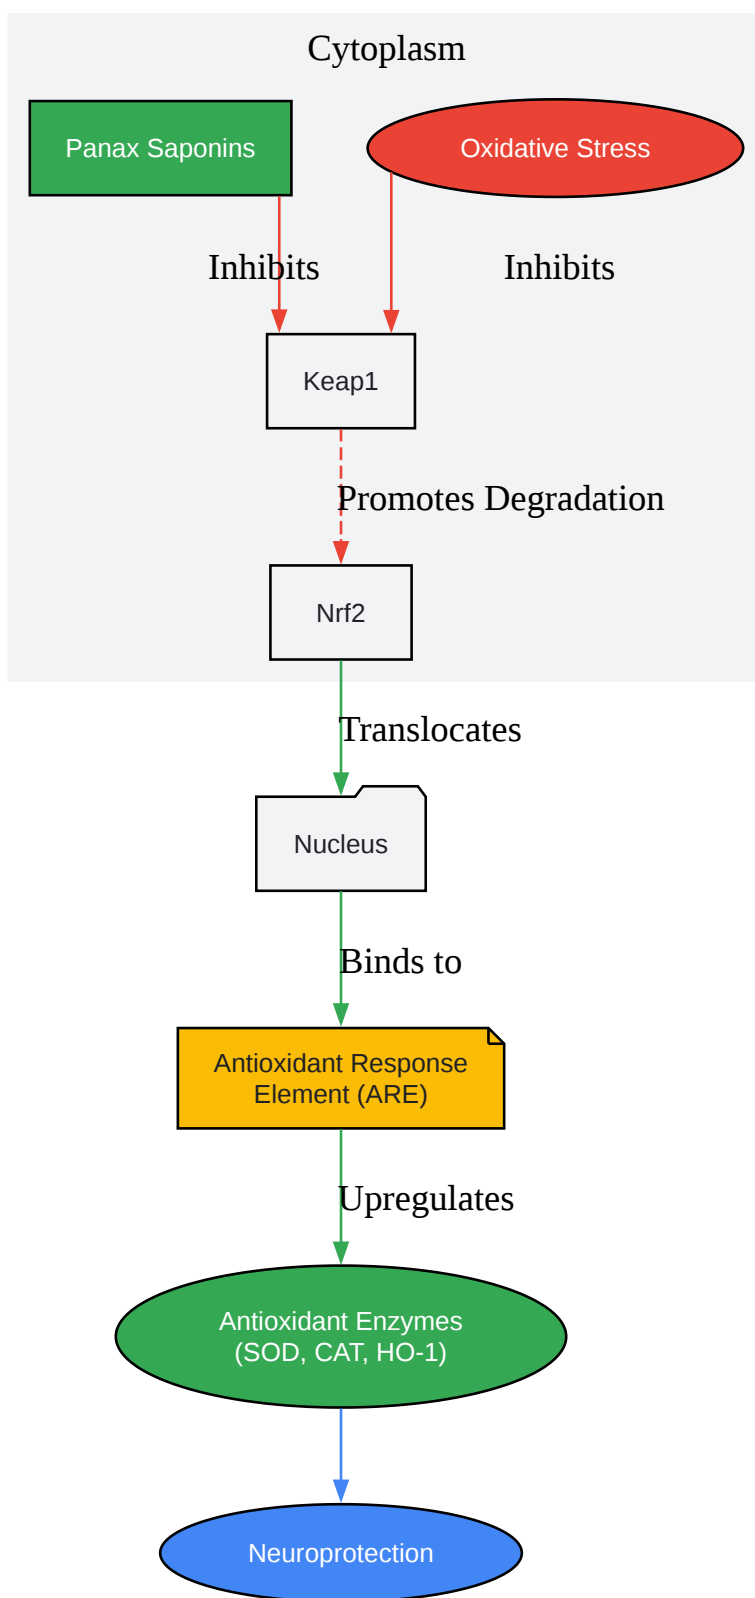 Cytoplasm
Panax Saponins
Oxidative Stress
Inhibits
Inhibits
Keap1
Promotes Degradation
Nrf2
Translocates
Nucleus
Binds to
Antioxidant Response
Element (ARE)
Upregulates
Antioxidant Enzymes
(SOD, CAT, HO-1)
Neuroprotection